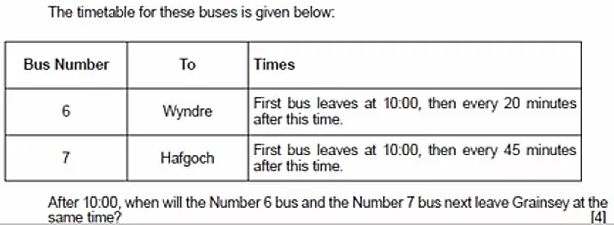 The timetable for these buses is given below:
Bus Number To Times
6 Wyndre First bus leaves at 10:00, then every 20 minutes
after this time.
7 Hafgoch First bus leaves at 10:00, then every 45 minutes
after this time.
After 10:00, when will the Number 6 bus and the Number 7 bus next leave Grainsey at the
same time? [4]